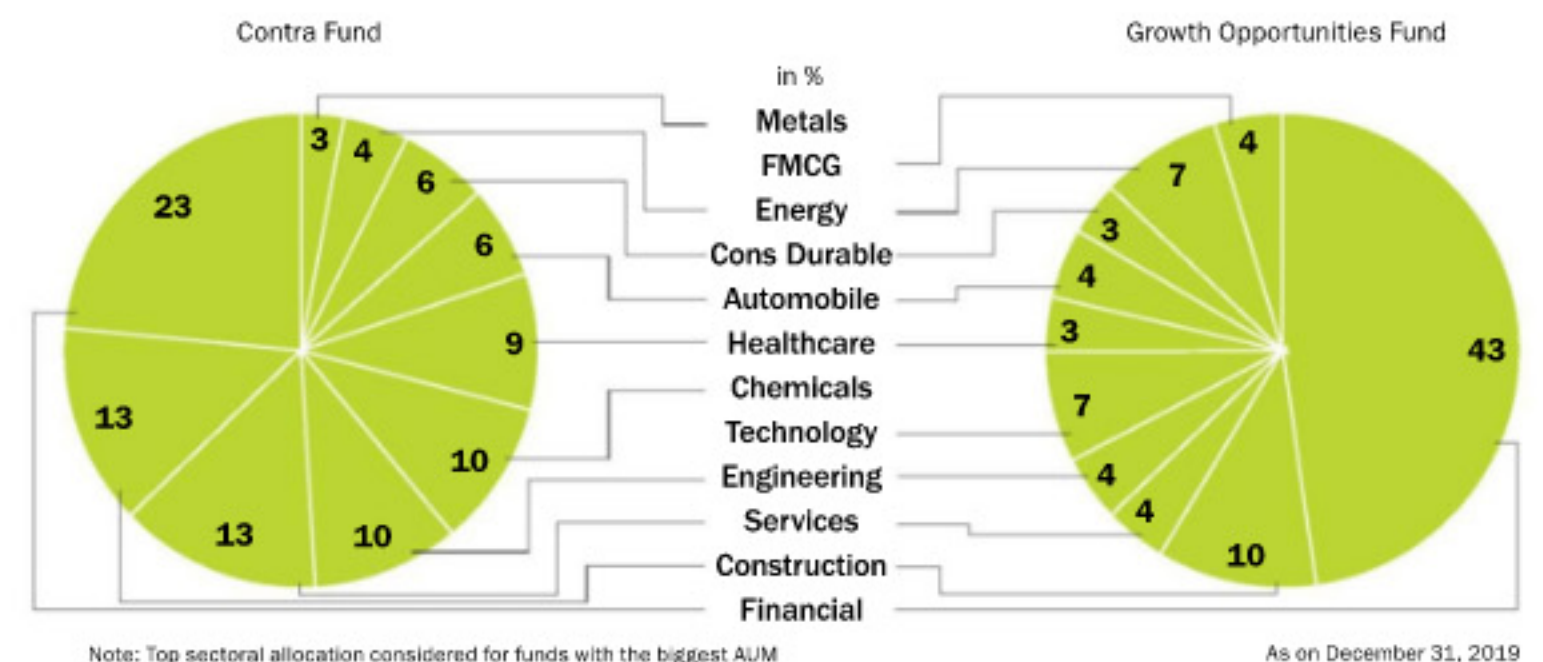 Contra Fund
Growth Opportunities Fund
in %
Metals
FMCG
Energy
Cons Durable
Automobile
Healthcare
Chemicals
Technology
Engineering
Services
Construction
Financial
3
4
6
6
9
10
10
13
13
23
4
7
3
4
3
7
4
4
10
43
Note: Top sectoral allocation considered for funds with the biggest AUM
As on December 31, 2019